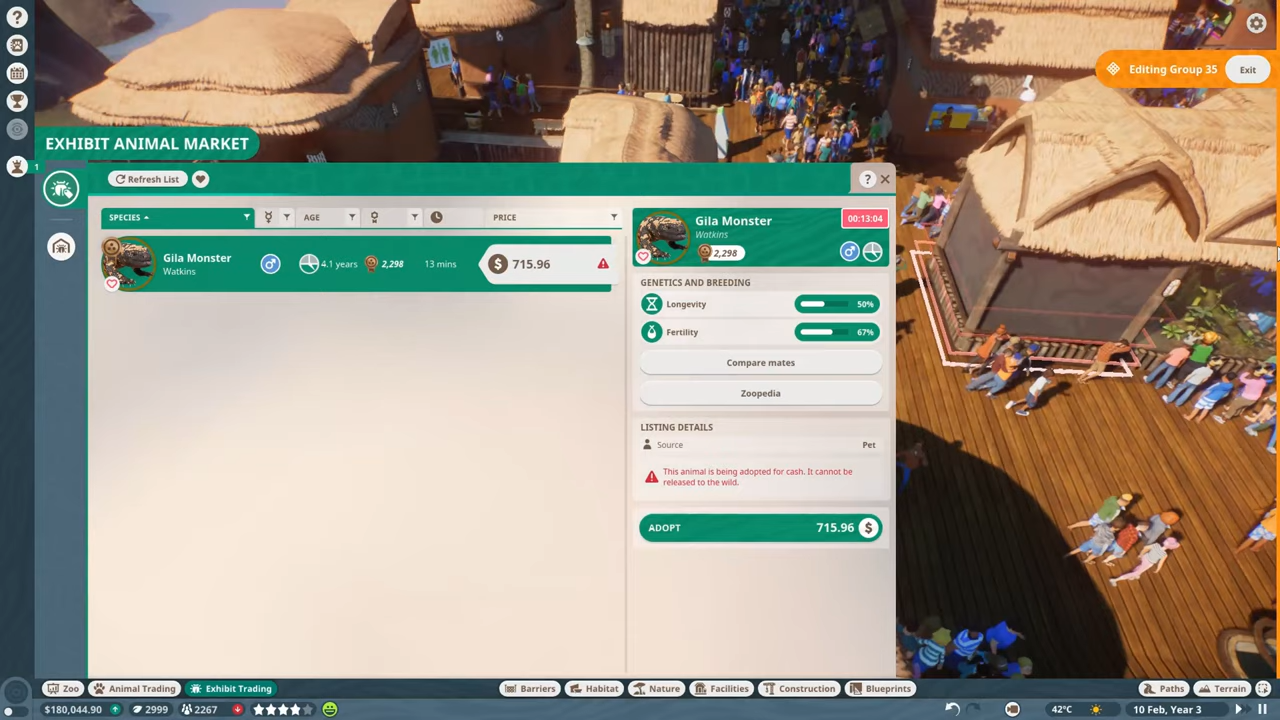 Editing Group 35
Exit
EXHIBIT ANIMAL MARKET
1
Refresh List
?
SPECIES
AGE
PRICE
Gila Monster
Watkins
4.1 years
2,298
13 mins
$ 715.96
Gila Monster
Watkins
2,298
00:13:04
GENETICS AND BREEDING
Longevity
50%
Fertility
67%
Compare mates
Zoopedia
LISTING DETAILS
Source
Pet
This animal is being adopted for cash. It cannot be
released to the wild.
ADOPT
715.96 $
Zoo
Animal Trading
Exhibit Trading
Barriers
Habitat
Nature
Facilities
Construction
Blueprints
Paths
Terrain
$180,044.90
2999
2267
42°C
10 Feb, Year 3